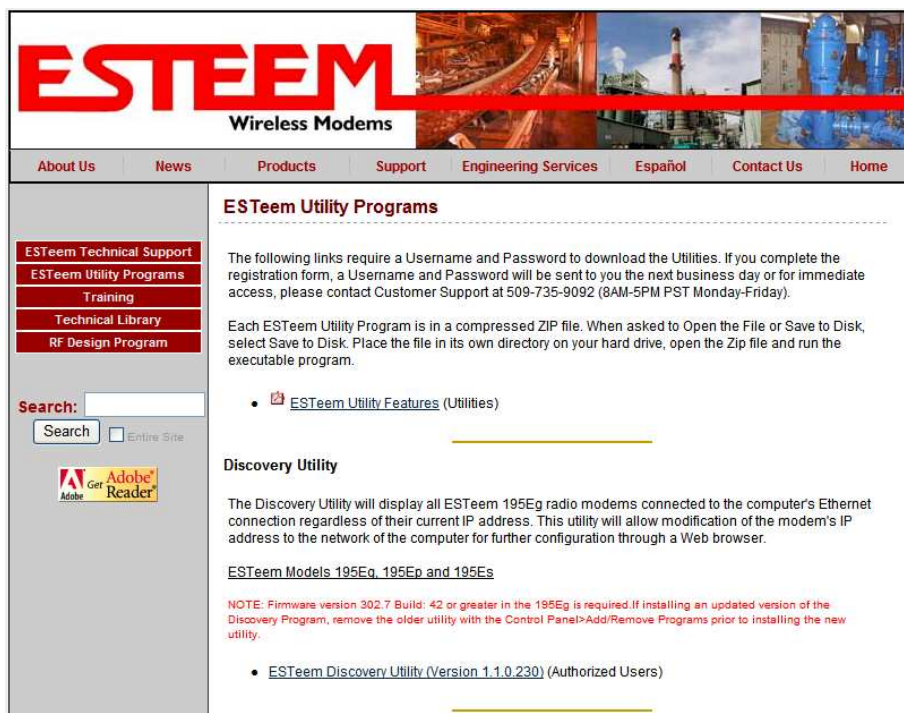 ESTEEM
Wireless Modems
About Us News Products Support Engineering Services Español Contact Us Home
ESTeem Technical Support
ESTeem Utility Programs
Training
Technical Library
RF Design Program
Search:
Search Entire Site
Adobe Get Adobe® Reader®
ESTeem Utility Programs
The following links require a Username and Password to download the Utilities. If you complete the
registration form, a Username and Password will be sent to you the next business day or for immediate
access, please contact Customer Support at 509-735-9092 (8AM-5PM PST Monday-Friday).
Each ESTeem Utility Program is in a compressed ZIP file. When asked to Open the File or Save to Disk,
select Save to Disk. Place the file in its own directory on your hard drive, open the Zip file and run the
executable program.
• ESTeem Utility Features (Utilities)
Discovery Utility
The Discovery Utility will display all ESTeem 195Eg radio modems connected to the computer's Ethernet
connection regardless of their current IP address. This utility will allow modification of the modem's IP
address to the network of the computer for further configuration through a Web browser.
ESTeem Models 195Eg, 195Ep and 195Es
NOTE: Firmware version 302.7 Build: 42 or greater in the 195Eg is required.If installing an updated version of the
Discovery Program, remove the older utility with the Control Panel>Add/Remove Programs prior to installing the new
utility.
• ESTeem Discovery Utility (Version 1.1.0.230) (Authorized Users)